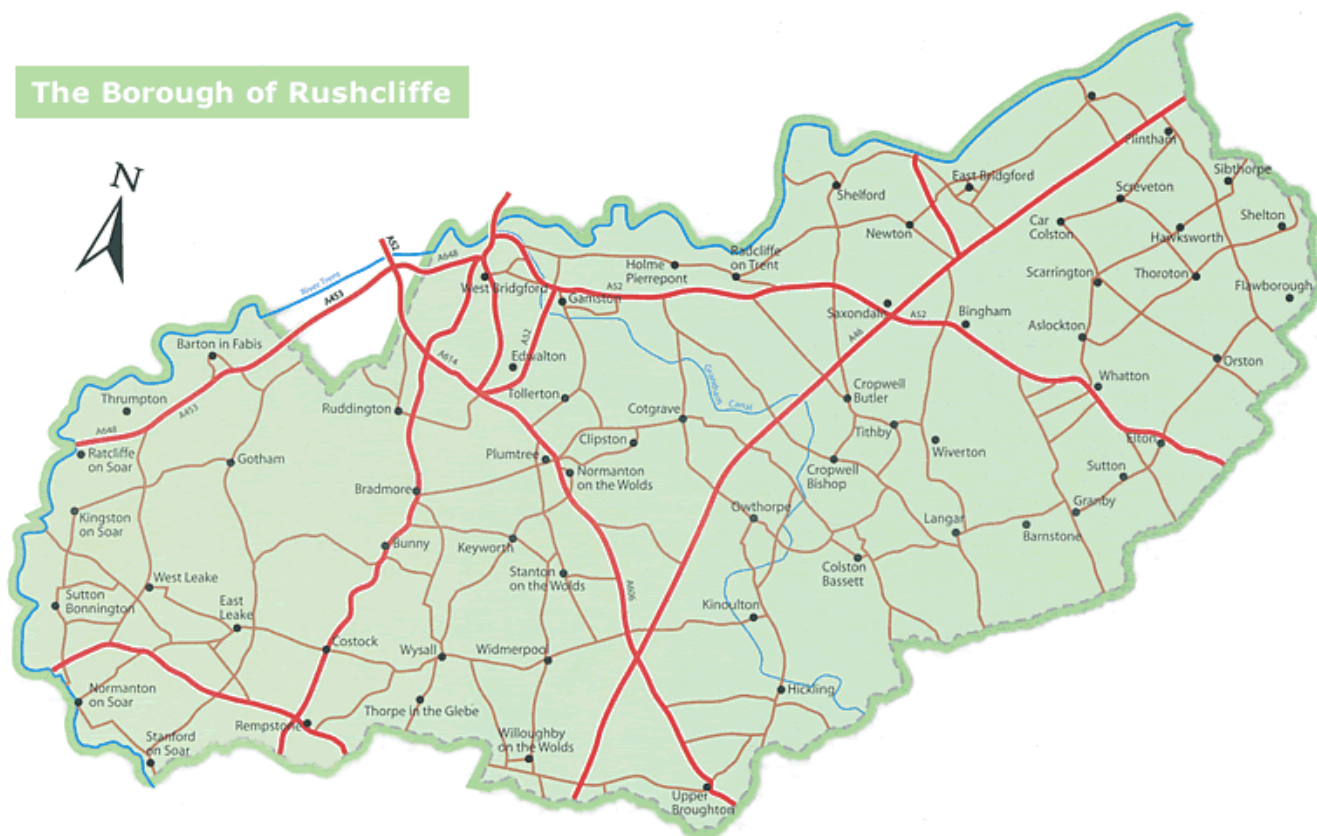 The Borough of Rushcliffe
N
Flintham
Sibthorpe
East Bridgford
Screveton
Shelford
Shelton
Car
Colston
Newton
Hawksworth
A52
A648
Radcliffe
on Trent
Holme
Pierrepont
Scarrington
Thoroton
River Trent
West Bridgford
Flawborough
A453
A52
Gamston
Saxondale
A52
Bingham
Aslockton
A46
Barton in Fabis
A52
A614
Edwalton
Orston
Grantham
Whatton
Thrumpton
Tollerton
Cropwell
Butler
A453
Ruddington
Canal
Cotgrave
A648
Tithby
Clipston
Elton
Ratcliffe
on Soar
Wiverton
Gotham
Plumtree
Cropwell
Bishop
Normanton
on the Wolds
Sutton
Bradmore
Granby
Owthorpe
Kingston
on Soar
Langar
Barnstone
Bunny
Keyworth
Colston
Bassett
Stanton
on the Wolds
West Leake
A606
Sutton
Bonnington
East
Leake
Kinoulton
Costock
Wysall
Widmerpoo
Normanton
on Soar
Hickling
Thorpe in the Glebe
Rempstone
Stanford
on Soar
Willoughby
on the Wolds
Upper
Broughton